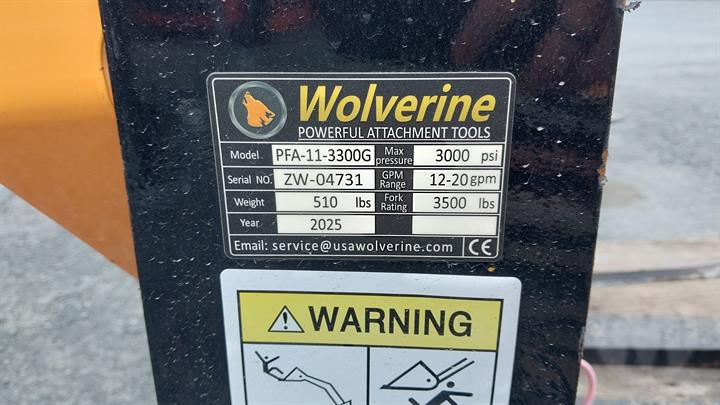 Wolverine
POWERFUL ATTACHMENT TOOLS
Model PFA-11-3300G Max pressure 3000 psi
Serial NO. ZW-04731 GPM Range 12-20 gpm
Weight 510 lbs Fork Rating 3500 lbs
Year 2025
Email: service@usawolverine.com CE
WARNING